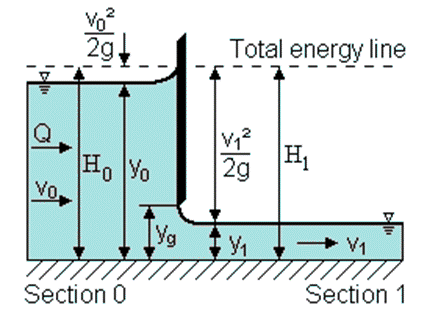 v₀²
2g
Total energy line
Q
v₀
H₀
y₀
v₁²
2g
H₁
yg
y₁
v₁
Section 0
Section 1